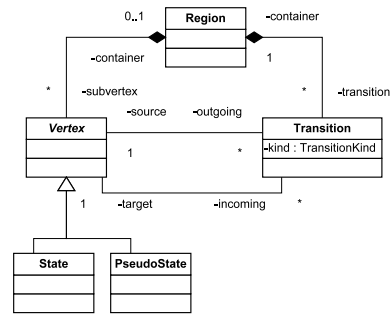 Region
0..1
-container
-container
1
*
-subvertex
*
-transition
-source
-outgoing
Vertex
Transition
-kind : TransitionKind
1
*
1
-target
-incoming
*
State
PseudoState